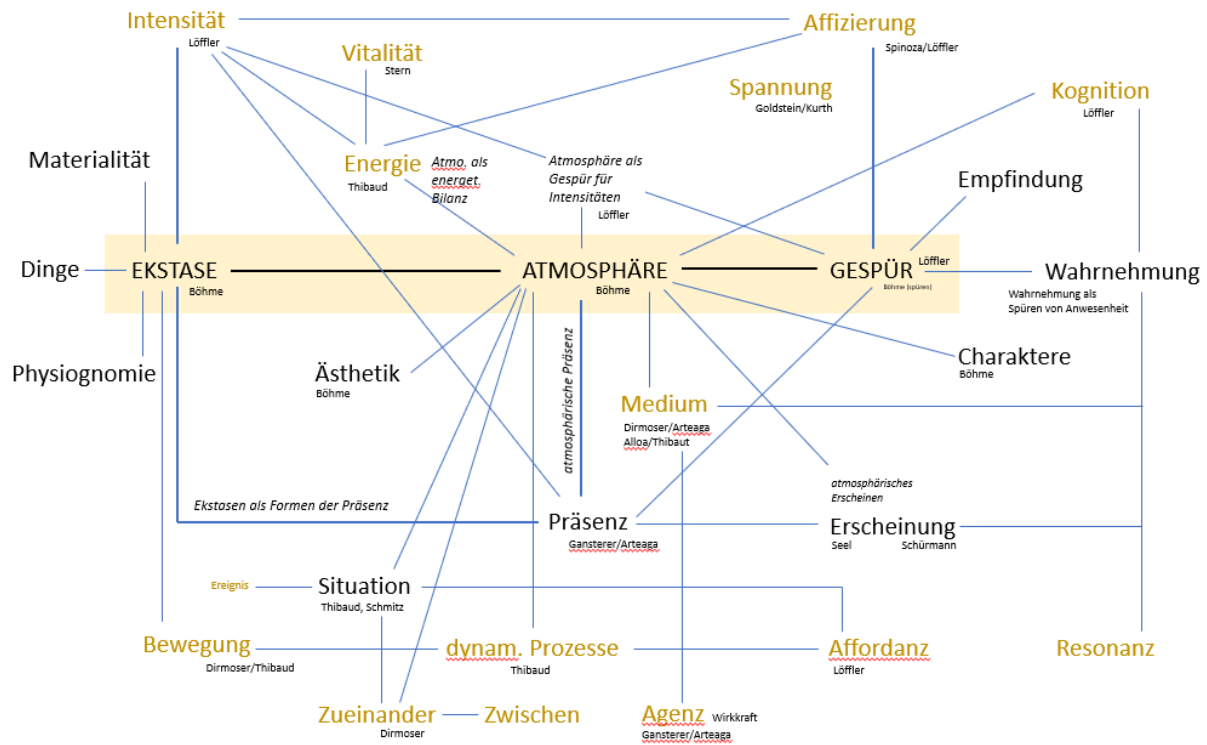 Intensität
Löffler
Affizierung
Spinoza/Löffler
Vitalität
Stern
Spannung
Goldstein/Kurth
Kognition
Löffler
Materialität
Energie
Thibaud
Atmo. als
energet.
Bilanz
Atmosphäre als
Gespür für
Intensitäten
Löffler
Empfindung
Dinge
EKSTASE
Böhme
ATMOSPHÄRE
Böhme
GESPÜR
Löffler
Böhme (spüren)
Wahrnehmung
Wahrnehmung als
Spüren von Anwesenheit
Physiognomie
Ästhetik
Böhme
atmosphärische Präsenz
Charaktere
Böhme
Medium
Dirmoser/Arteaga
Alloa/Thibaut
Ekstasen als Formen der Präsenz
atmosphärisches
Erscheinen
Präsenz
Gansterer/Arteaga
Erscheinung
Seel Schürmann
Ereignis
Situation
Thibaud, Schmitz
Bewegung
Dirmoser/Thibaud
dynam. Prozesse
Thibaud
Affordanz
Löffler
Resonanz
Zueinander
Dirmoser
Zwischen
Agenz Wirkkraft
Gansterer/Arteaga